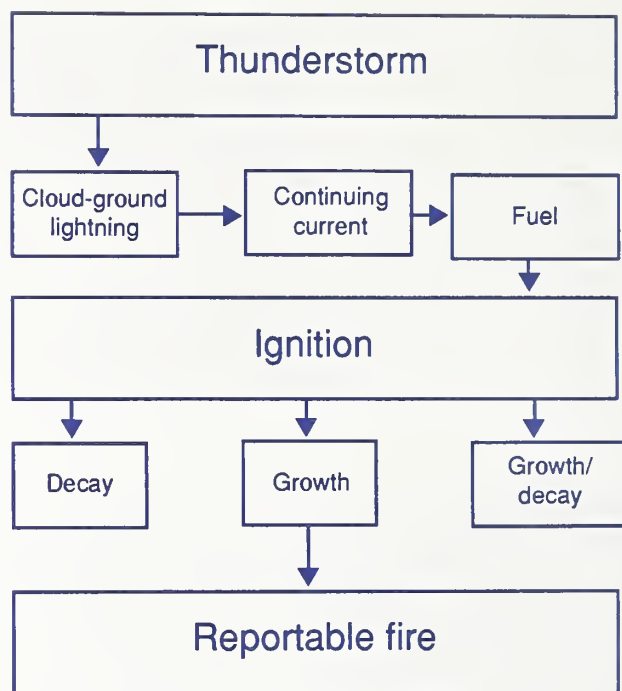 Thunderstorm
Cloud-ground
lightning
Continuing
current
Fuel
Ignition
Decay
Growth
Growth/
decay
Reportable fire